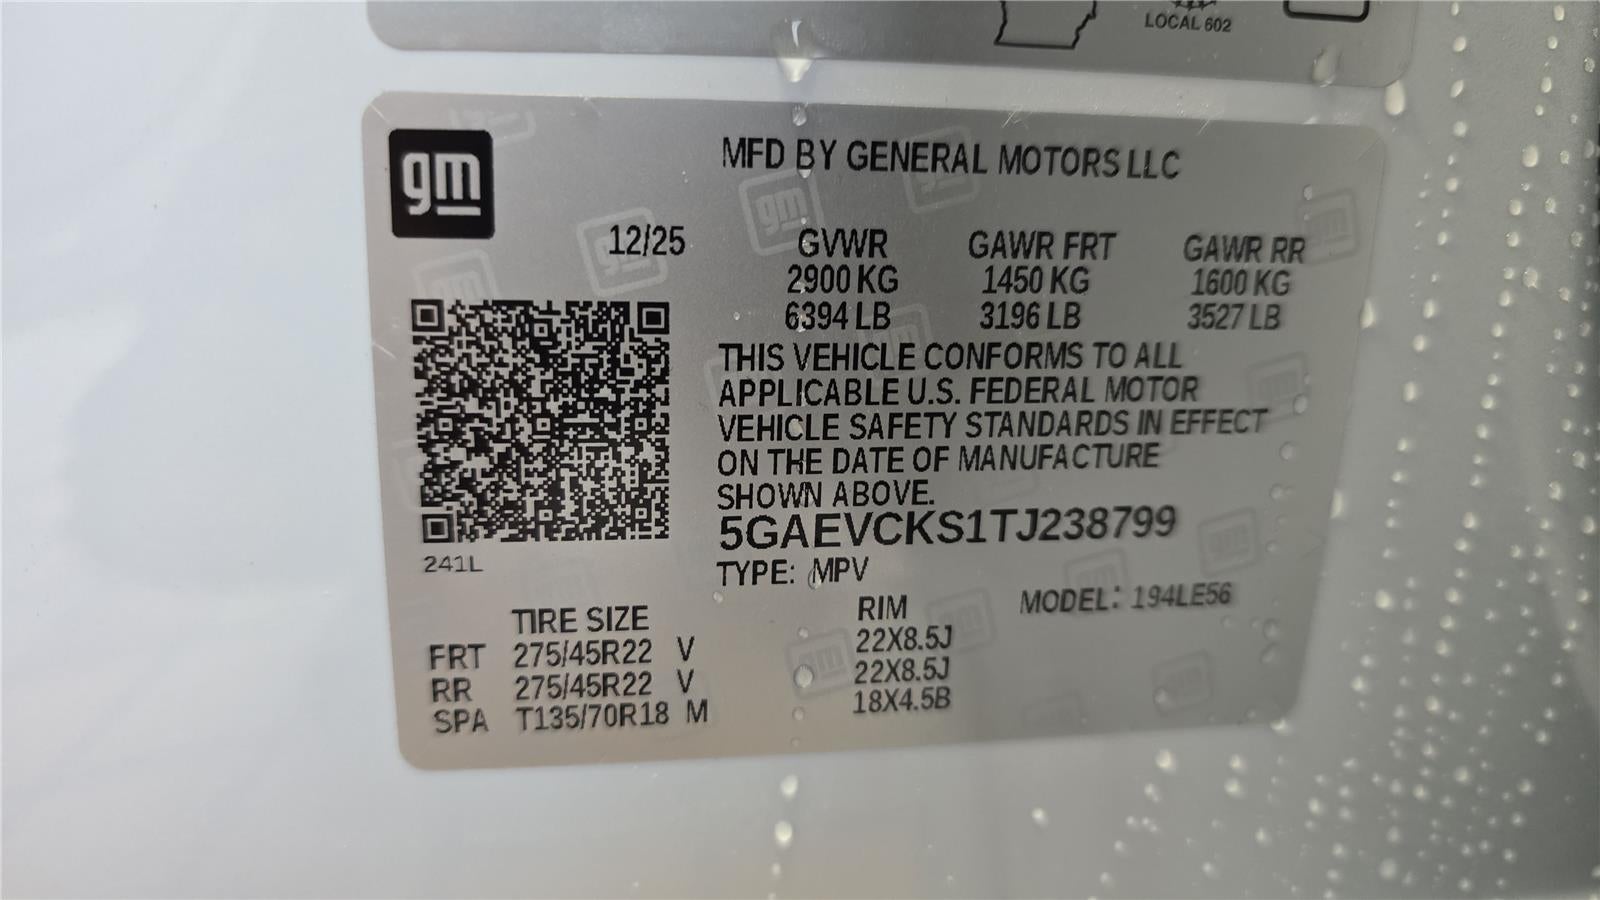 LOCAL 602
gm
MFD BY GENERAL MOTORS LLC
12/25
GVWR GAWR FRT GAWR RR
2900 KG 1450 KG 1600 KG
6394 LB 3196 LB 3527 LB
THIS VEHICLE CONFORMS TO ALL
APPLICABLE U.S. FEDERAL MOTOR
VEHICLE SAFETY STANDARDS IN EFFECT
ON THE DATE OF MANUFACTURE
SHOWN ABOVE.
5GAEVCKS1TJ238799
241L
TYPE: MPV
MODEL: 194LE56
TIRE SIZE RIM
FRT 275/45R22 V 22X8.5J
RR 275/45R22 V 22X8.5J
SPA T135/70R18 M 18X4.5B